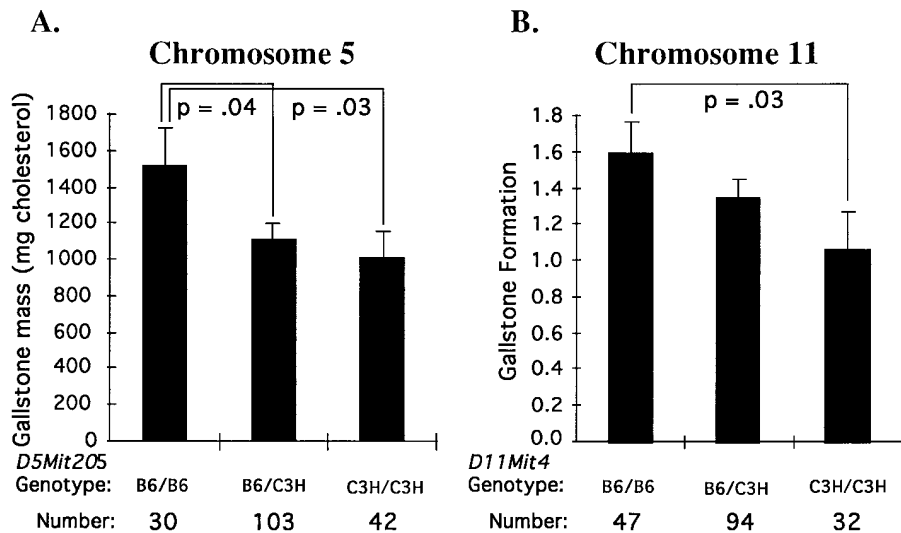 A.
Chromosome 5
p = .04
p = .03
Gallstone mass (mg cholesterol)
1800
1600
1400
1200
1000
800
600
400
200
0
D5Mit205
Genotype: B6/B6 B6/C3H C3H/C3H
Number: 30 103 42
B.
Chromosome 11
p = .03
Gallstone Formation
1.8
1.6
1.4
1.2
1.0
0.8
0.6
0.4
0.2
0.0
D11Mit4
Genotype: B6/B6 B6/C3H C3H/C3H
Number: 47 94 32